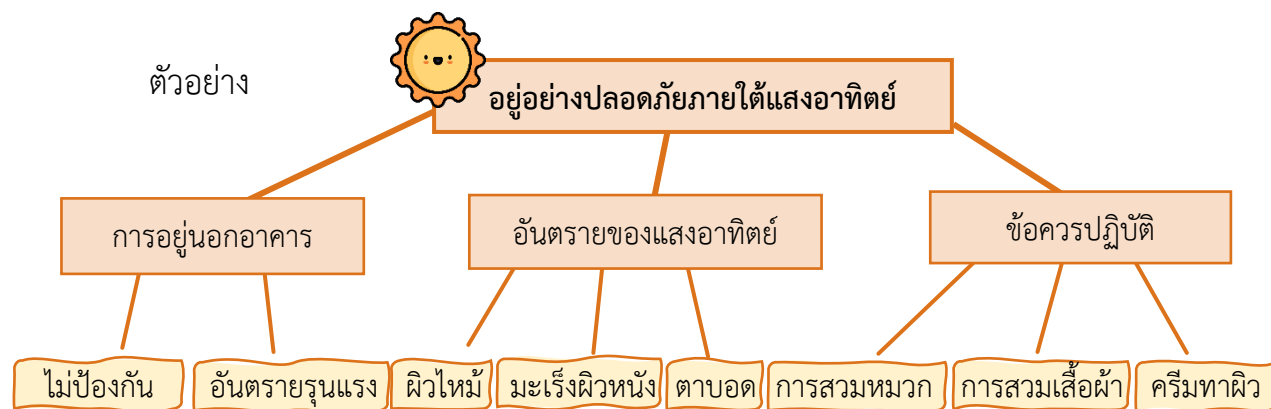 ตัวอย่าง
อยู่อย่างปลอดภัยภายใต้แสงอาทิตย์
การอยู่นอกอาคาร
อันตรายของแสงอาทิตย์
ข้อควรปฏิบัติ
ไม่ป้องกัน
อันตรายรุนแรง
ผิวไหม้
มะเร็งผิวหนัง
ตาบอด
การสวมหมวก
การสวมเสื้อผ้า
ครีมทาผิว